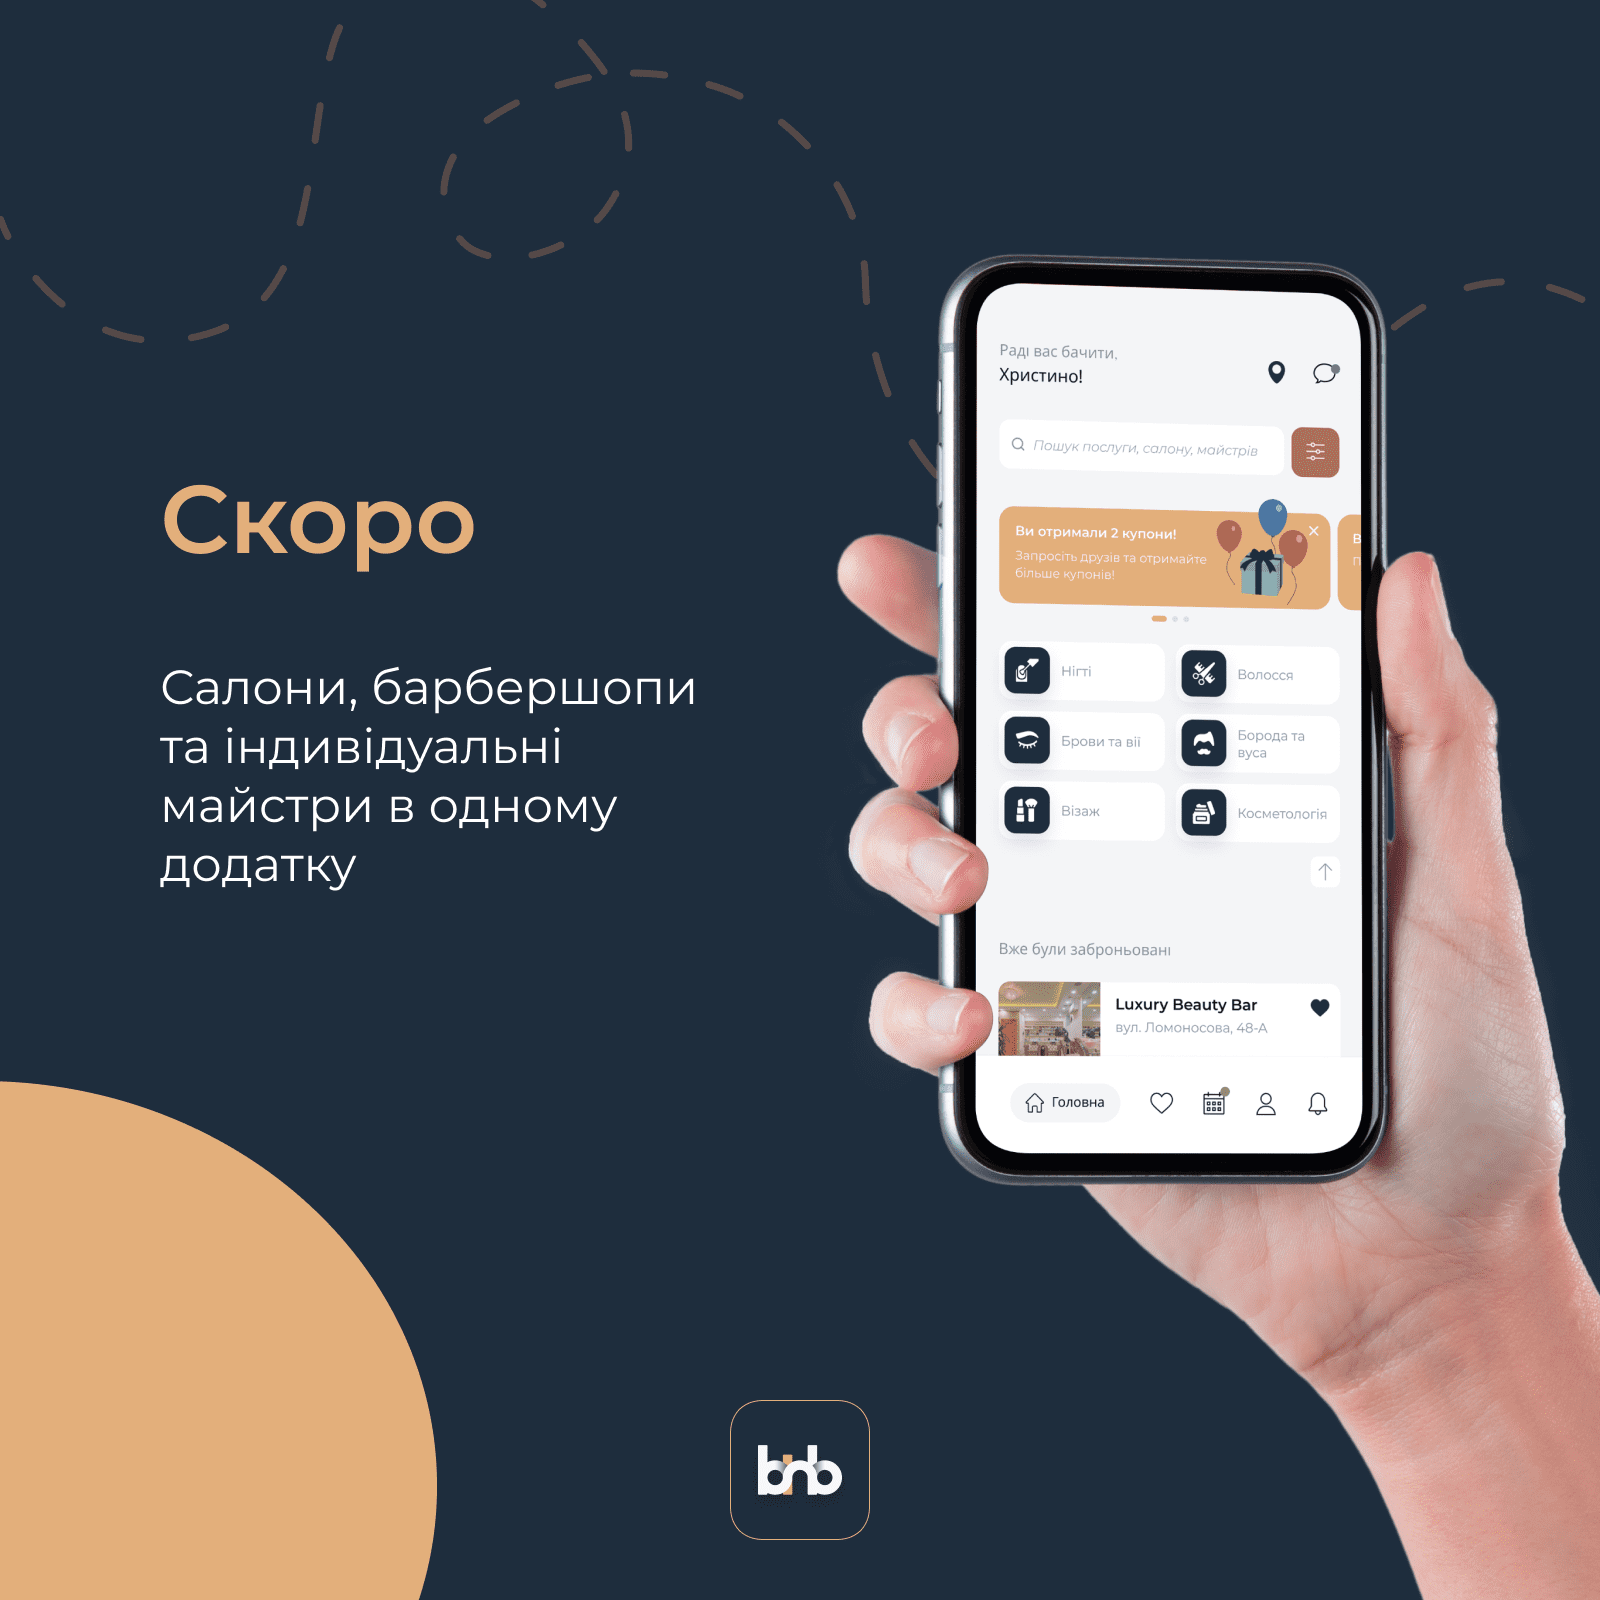 Скоро
Салони, барбершопи
та індивідуальні
майстри в одному
додатку
Раді вас бачити,
Христино!
Пошук послуги, салону, майстрів
Ви отримали 2 купони!
Запросіть друзів та отримайте
більше купонів!
В
П
Нігті
Волосся
Брови та вії
Борода та
вуса
Візаж
Косметологія
Вже були заброньовані
Luxury Beauty Bar
вул. Ломоносова, 48-А
Головна
bnb